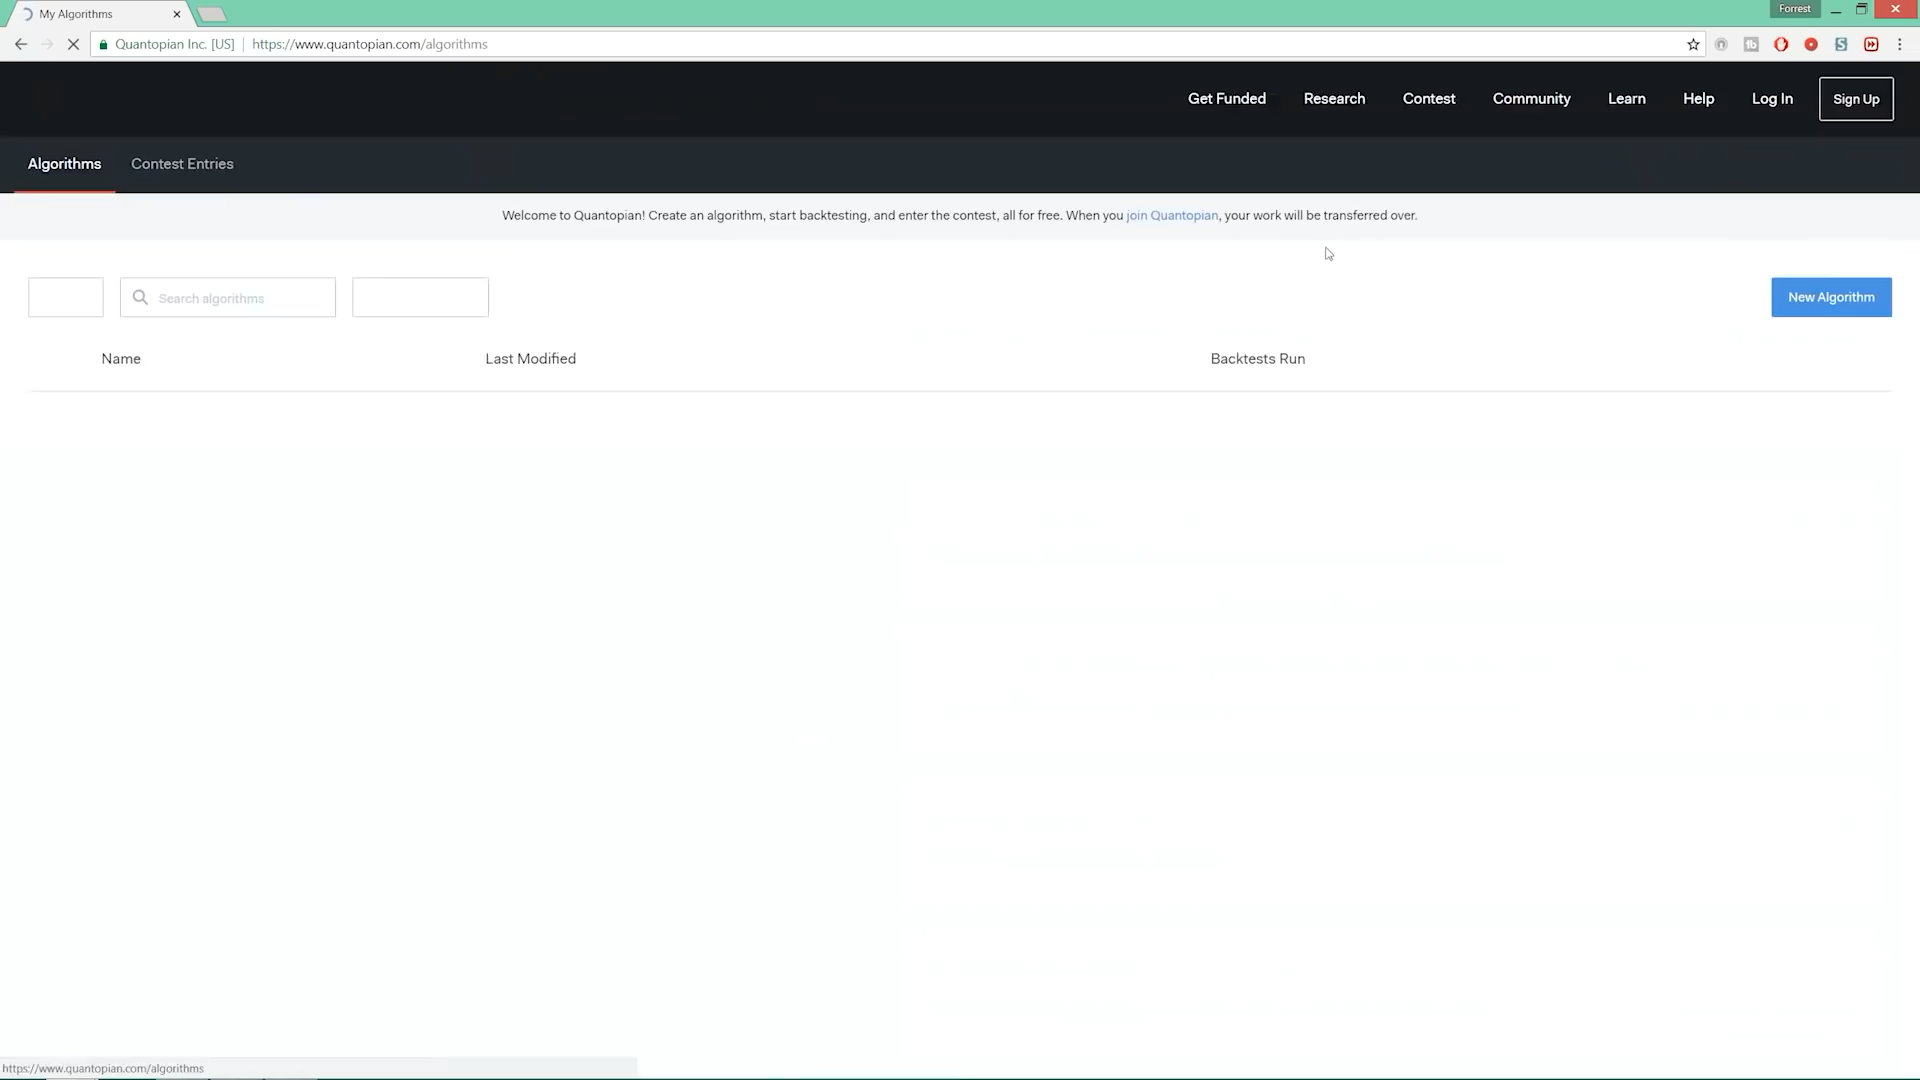 My Algorithms
Forrest
Quantopian Inc. [US] https://www.quantopian.com/algorithms
Get Funded Research Contest Community Learn Help Log In Sign Up
Algorithms Contest Entries
Welcome to Quantopian! Create an algorithm, start backtesting, and enter the contest, all for free. When you join Quantopian, your work will be transferred over.
Search algorithms
New Algorithm
Name Last Modified Backtests Run
https://www.quantopian.com/algorithms